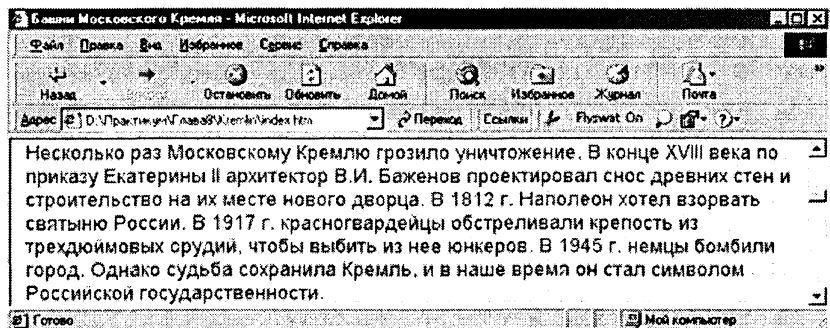 Башни Московского Кремля - Microsoft Internet Explorer
Файл Правка Вид Избранное Сервис Справка
Назад Остановить Обновить Домой Поиск Избранное Журнал Почта
Адрес D:\Практикум\Глава8\Kremlin\index.htm Переход Ссылки Flyswat On
Несколько раз Московскому Кремлю грозило уничтожение. В конце XVIII века по
приказу Екатерины II архитектор В.И. Баженов проектировал снос древних стен и
строительство на их месте нового дворца. В 1812 г. Наполеон хотел взорвать
святыню России. В 1917 г. красногвардейцы обстреливали крепость из
трехдюймовых орудий, чтобы выбить из нее юнкеров. В 1945 г. немцы бомбили
город. Однако судьба сохранила Кремль, и в наше время он стал символом
Российской государственности.
Готово Мой компьютер